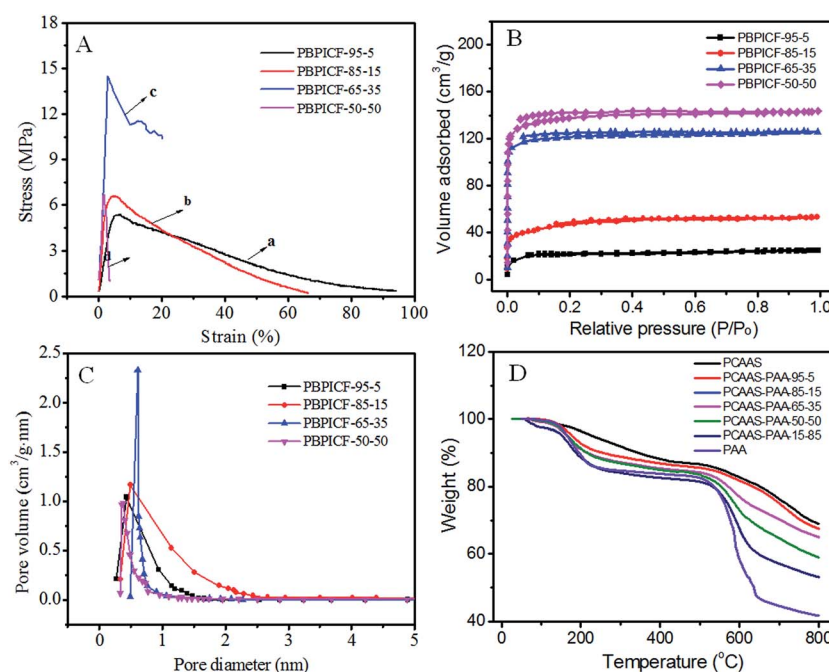 A
PBPICF-95-5
PBPICF-85-15
PBPICF-65-35
PBPICF-50-50
c
b
a
d
Stress (MPa)
18
15
12
9
6
3
0
0 20 40 60 80 100
Strain (%)
B
PBPICF-95-5
PBPICF-85-15
PBPICF-65-35
PBPICF-50-50
Volume adsorbed (cm³/g)
200
160
120
80
40
0
0.0 0.2 0.4 0.6 0.8 1.0
Relative pressure (P/P₀)
C
PBPICF-95-5
PBPICF-85-15
PBPICF-65-35
PBPICF-50-50
Pore volume (cm³/g·nm)
2.5
2.0
1.5
1.0
0.5
0.0
0 1 2 3 4 5
Pore diameter (nm)
D
PCAAS
PCAAS-PAA-95-5
PCAAS-PAA-85-15
PCAAS-PAA-65-35
PCAAS-PAA-50-50
PCAAS-PAA-15-85
PAA
Weight (%)
120
100
80
60
40
0 200 400 600 800
Temperature (°C)